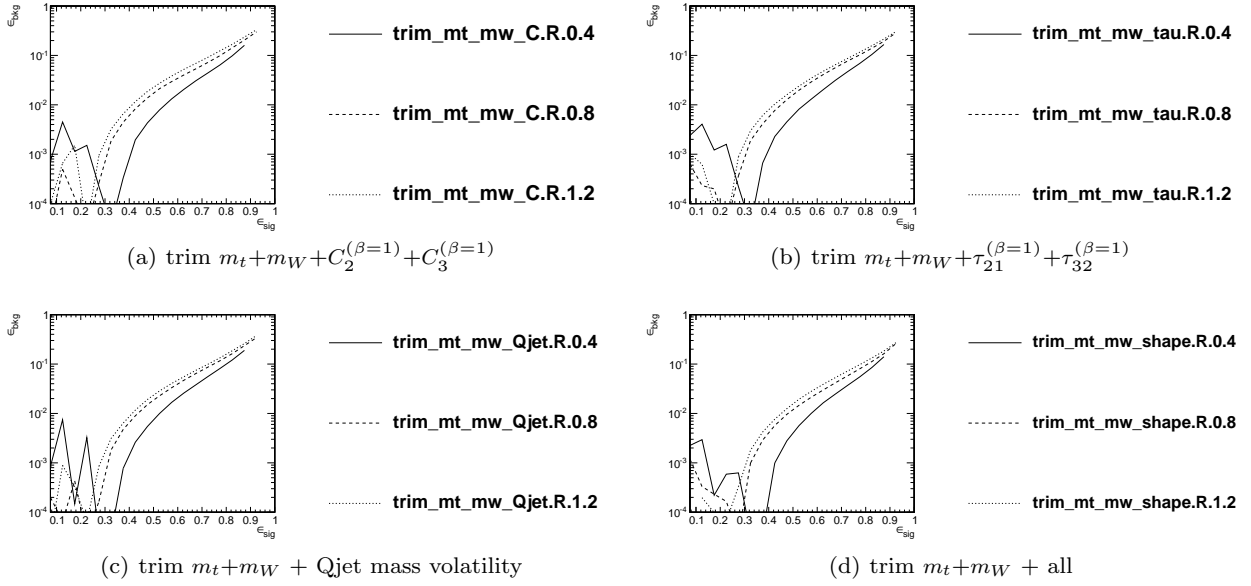 ϵbkg
1
10-1
10-2
10-3
10-4
0.1 0.2 0.3 0.4 0.5 0.6 0.7 0.8 0.9 1
ϵsig
trim_mt_mw_C.R.0.4
trim_mt_mw_C.R.0.8
trim_mt_mw_C.R.1.2
(a) trim m_t+m_W+C_2^(β=1)+C_3^(β=1)
ϵbkg
1
10-1
10-2
10-3
10-4
0.1 0.2 0.3 0.4 0.5 0.6 0.7 0.8 0.9 1
ϵsig
trim_mt_mw_tau.R.0.4
trim_mt_mw_tau.R.0.8
trim_mt_mw_tau.R.1.2
(b) trim m_t+m_W+τ_21^(β=1)+τ_32^(β=1)
ϵbkg
1
10-1
10-2
10-3
10-4
0.1 0.2 0.3 0.4 0.5 0.6 0.7 0.8 0.9 1
ϵsig
trim_mt_mw_Qjet.R.0.4
trim_mt_mw_Qjet.R.0.8
trim_mt_mw_Qjet.R.1.2
(c) trim m_t+m_W + Qjet mass volatility
ϵbkg
1
10-1
10-2
10-3
10-4
0.1 0.2 0.3 0.4 0.5 0.6 0.7 0.8 0.9 1
ϵsig
trim_mt_mw_shape.R.0.4
trim_mt_mw_shape.R.0.8
trim_mt_mw_shape.R.1.2
(d) trim m_t+m_W + all